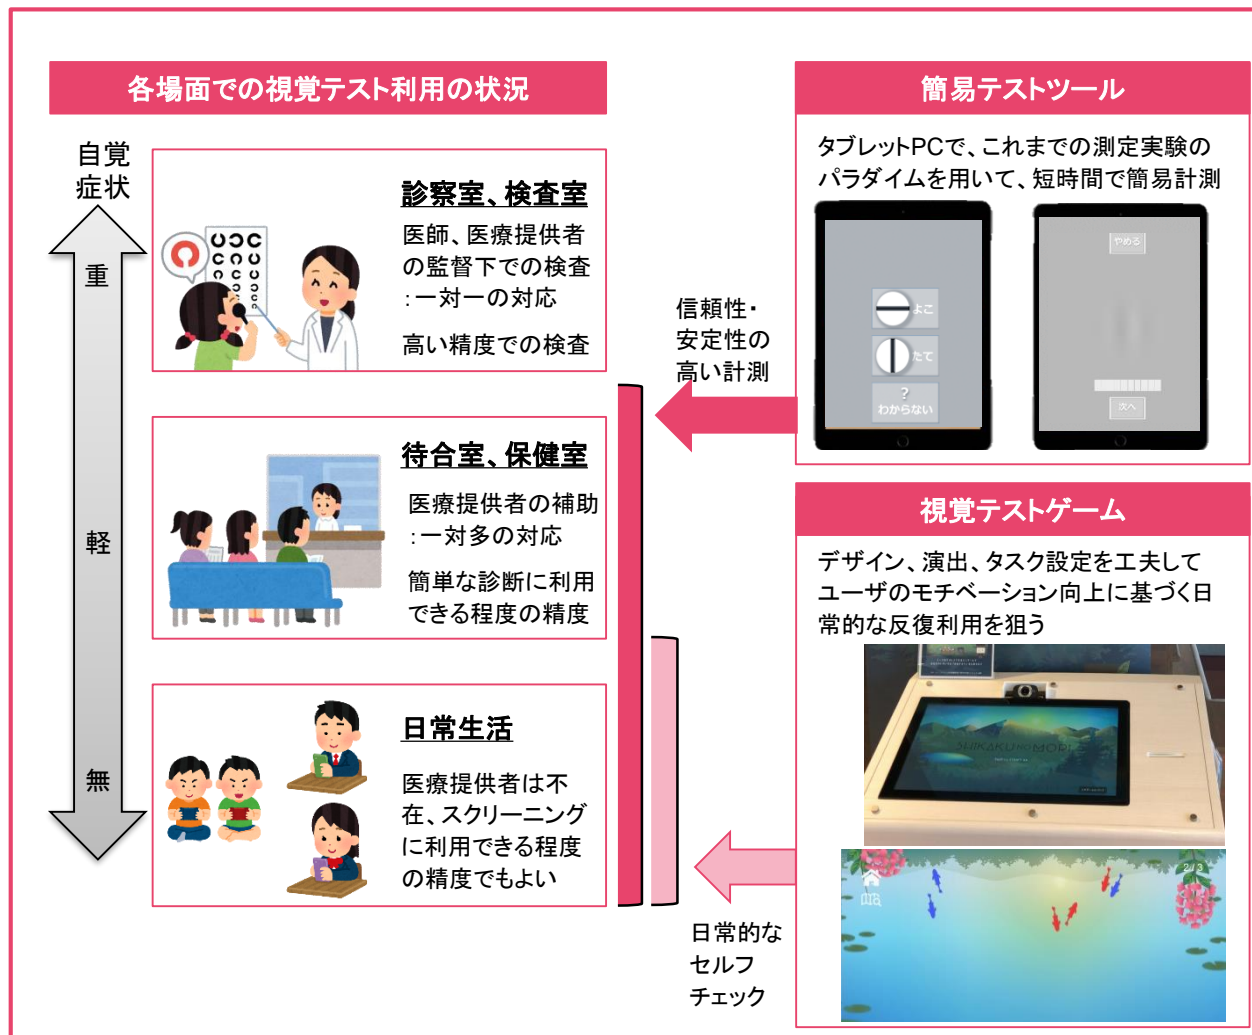 各場面での視覚テスト利用の状況
自覚
症状
重
軽
無
診察室、検査室
医師、医療提供者
の監督下での検査
:一対一の対応
高い精度での検査
待合室、保健室
医療提供者の補助
:一対多の対応
簡単な診断に利用
できる程度の精度
日常生活
医療提供者は不
在、スクリーニング
に利用できる程度
の精度でもよい
信頼性・
安定性の
高い計測
日常的な
セルフ
チェック
簡易テストツール
タブレットPCで、これまでの測定実験の
パラダイムを用いて、短時間で簡易計測
よこ
たて
?
わからない
やめる
次へ
視覚テストゲーム
デザイン、演出、タスク設定を工夫して
ユーザのモチベーション向上に基づく日
常的な反復利用を狙う
SHIKAKU NO MORI
2 / 3